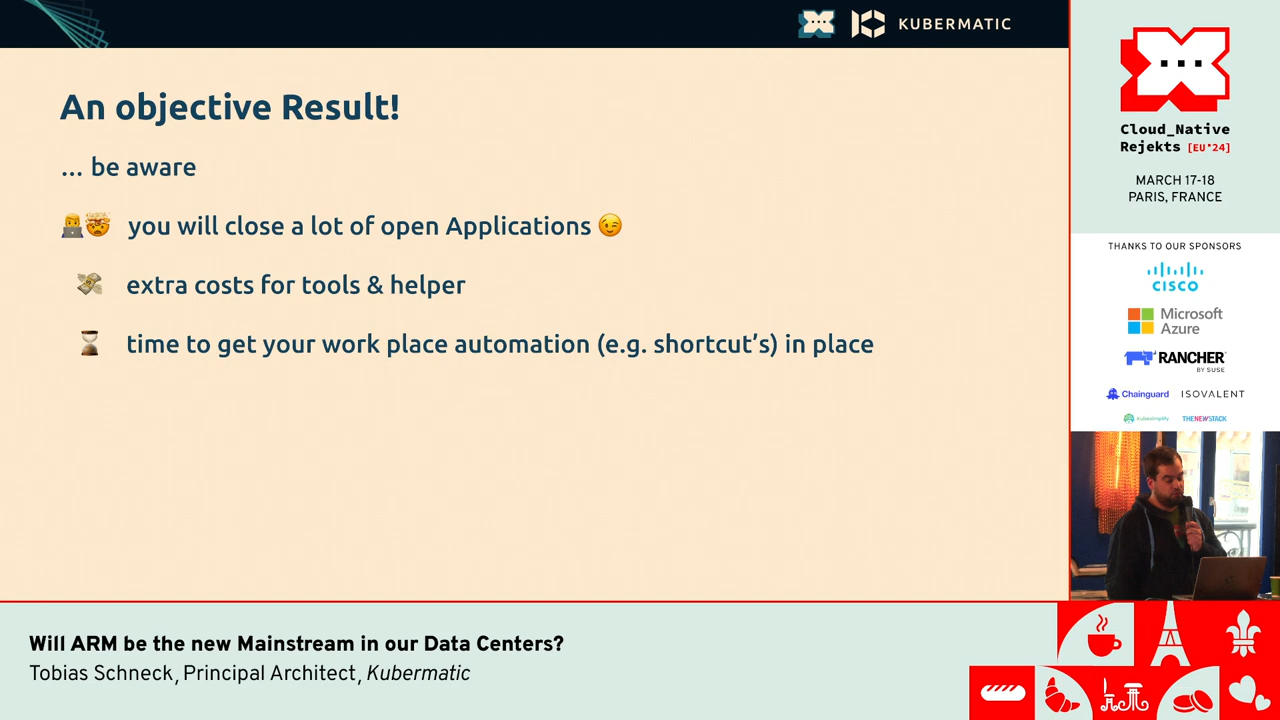 KUBERMATIC
An objective Result!
... be aware
you will close a lot of open Applications
extra costs for tools & helper
time to get your work place automation (e.g. shortcut's) in place
Cloud_Native
Rejekts [EU'24]
MARCH 17-18
PARIS, FRANCE
THANKS TO OUR SPONSORS
CISCO
Microsoft
Azure
RANCHER
BY SUSE
Chainguard ISOVALENT
Kubesimplify THENEWSTACK
Will ARM be the new Mainstream in our Data Centers?
Tobias Schneck, Principal Architect, Kubermatic